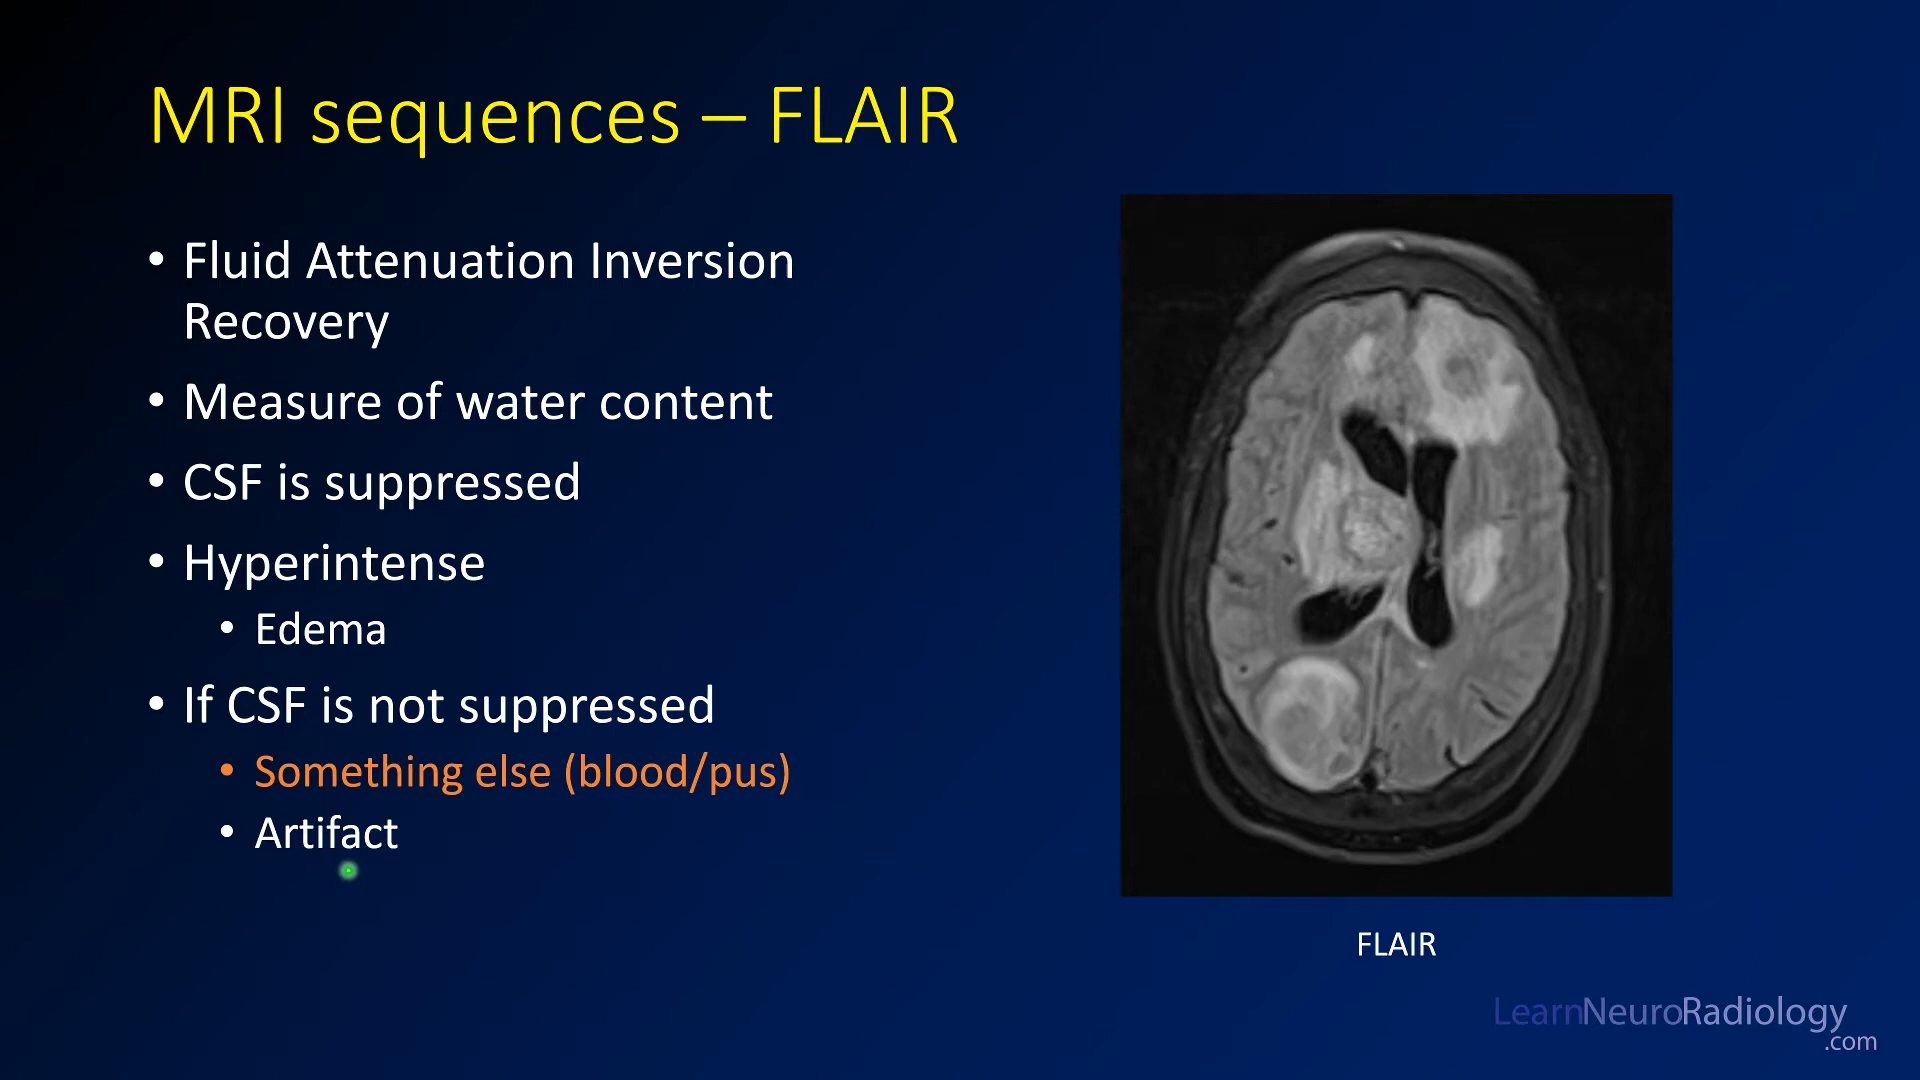 MRI sequences – FLAIR
• Fluid Attenuation Inversion
Recovery
• Measure of water content
• CSF is suppressed
• Hyperintense
• Edema
• If CSF is not suppressed
• Something else (blood/pus)
• Artifact
FLAIR
LearnNeuroRadiology
.com